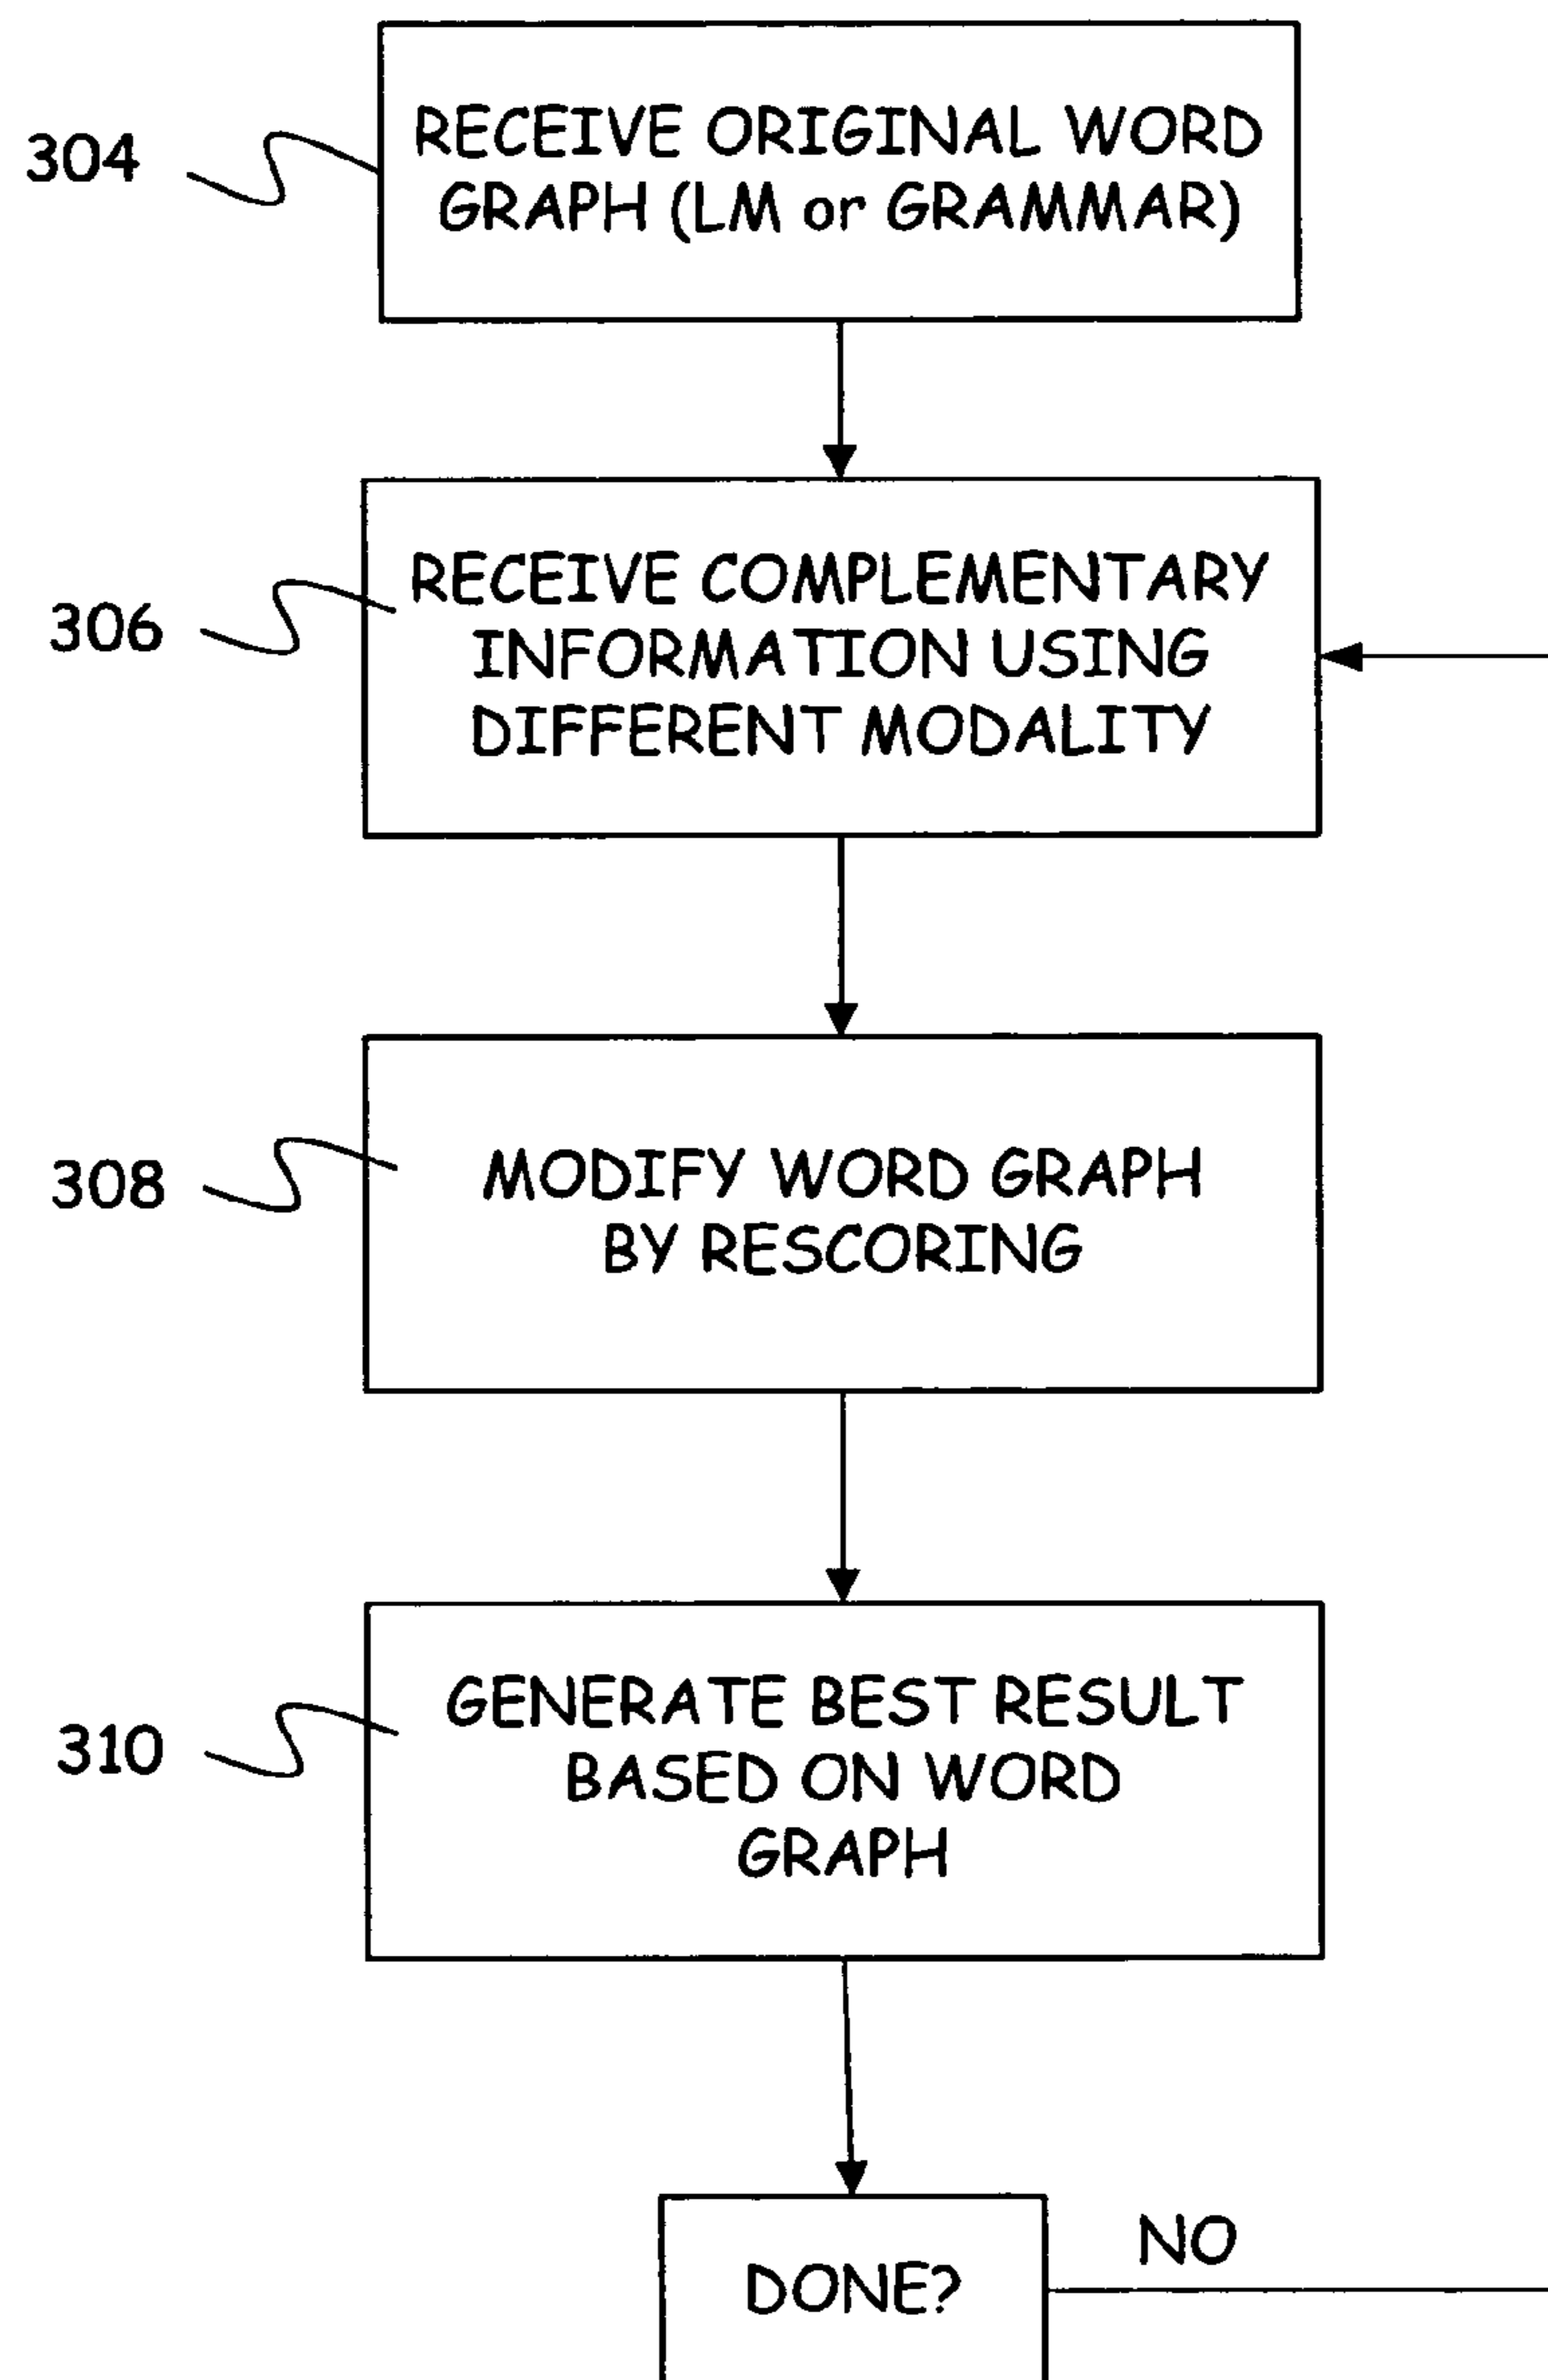 304
RECEIVE ORIGINAL WORD
GRAPH (LM or GRAMMAR)
306
RECEIVE COMPLEMENTARY
INFORMATION USING
DIFFERENT MODALITY
308
MODIFY WORD GRAPH
BY RESCORING
310
GENERATE BEST RESULT
BASED ON WORD
GRAPH
NO
DONE?